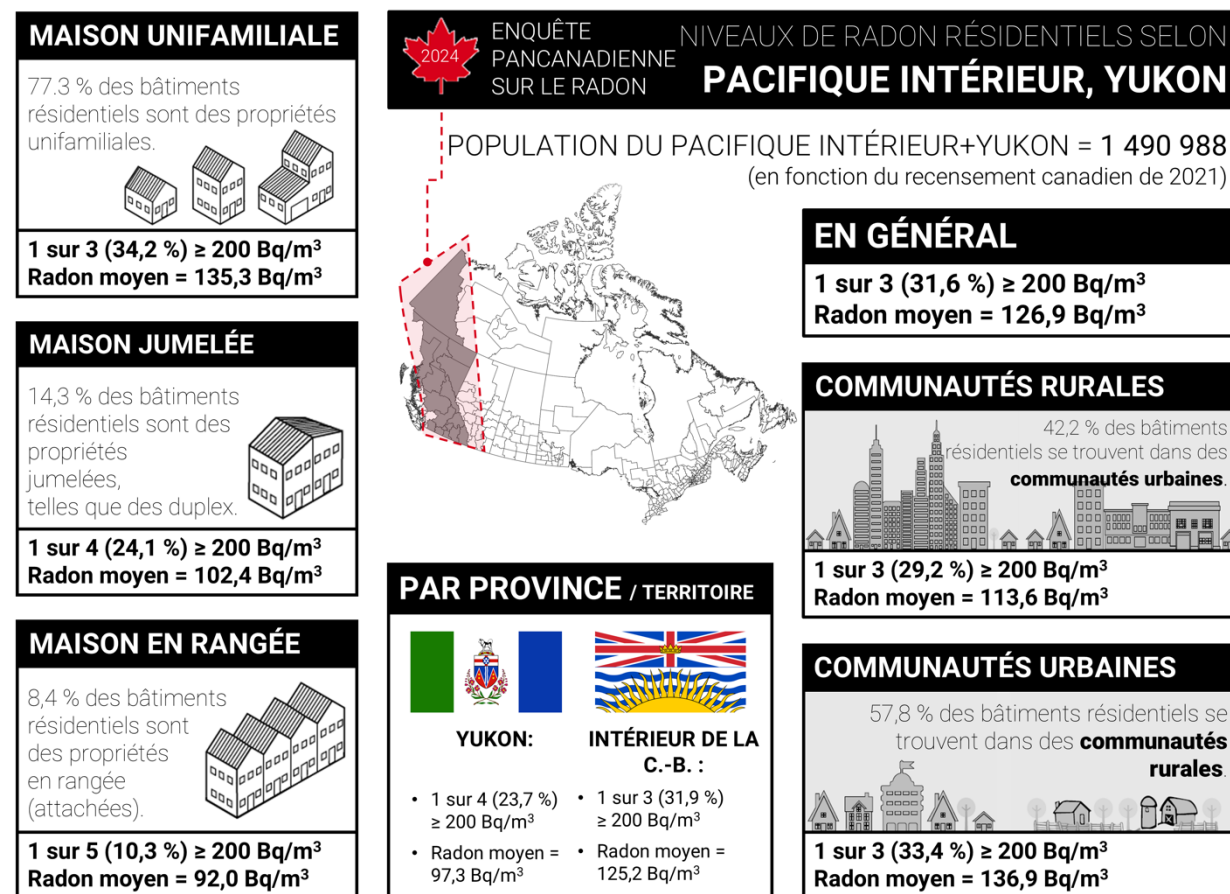 MAISON UNIFAMILIALE
77.3 % des bâtiments
résidentiels sont des propriétés
unifamiliales.
1 sur 3 (34,2 %) ≥ 200 Bq/m³
Radon moyen = 135,3 Bq/m³
MAISON JUMELÉE
14,3 % des bâtiments
résidentiels sont des
propriétés
jumelées,
telles que des duplex.
1 sur 4 (24,1 %) ≥ 200 Bq/m³
Radon moyen = 102,4 Bq/m³
MAISON EN RANGÉE
8,4 % des bâtiments
résidentiels sont
des propriétés
en rangée
(attachées).
1 sur 5 (10,3 %) ≥ 200 Bq/m³
Radon moyen = 92,0 Bq/m³
2024
ENQUÊTE
PANCANADIENNE
SUR LE RADON
NIVEAUX DE RADON RÉSIDENTIELS SELON
PACIFIQUE INTÉRIEUR, YUKON
POPULATION DU PACIFIQUE INTÉRIEUR+YUKON = 1 490 988
(en fonction du recensement canadien de 2021)
PAR PROVINCE / TERRITOIRE
YUKON:
• 1 sur 4 (23,7 %)
≥ 200 Bq/m³
• Radon moyen =
97,3 Bq/m³
INTÉRIEUR DE LA
C.-B. :
• 1 sur 3 (31,9 %)
≥ 200 Bq/m³
• Radon moyen =
125,2 Bq/m³
EN GÉNÉRAL
1 sur 3 (31,6 %) ≥ 200 Bq/m³
Radon moyen = 126,9 Bq/m³
COMMUNAUTÉS RURALES
42,2 % des bâtiments
résidentiels se trouvent dans des
communautés urbaines.
1 sur 3 (29,2 %) ≥ 200 Bq/m³
Radon moyen = 113,6 Bq/m³
COMMUNAUTÉS URBAINES
57,8 % des bâtiments résidentiels se
trouvent dans des communautés
rurales.
1 sur 3 (33,4 %) ≥ 200 Bq/m³
Radon moyen = 136,9 Bq/m³